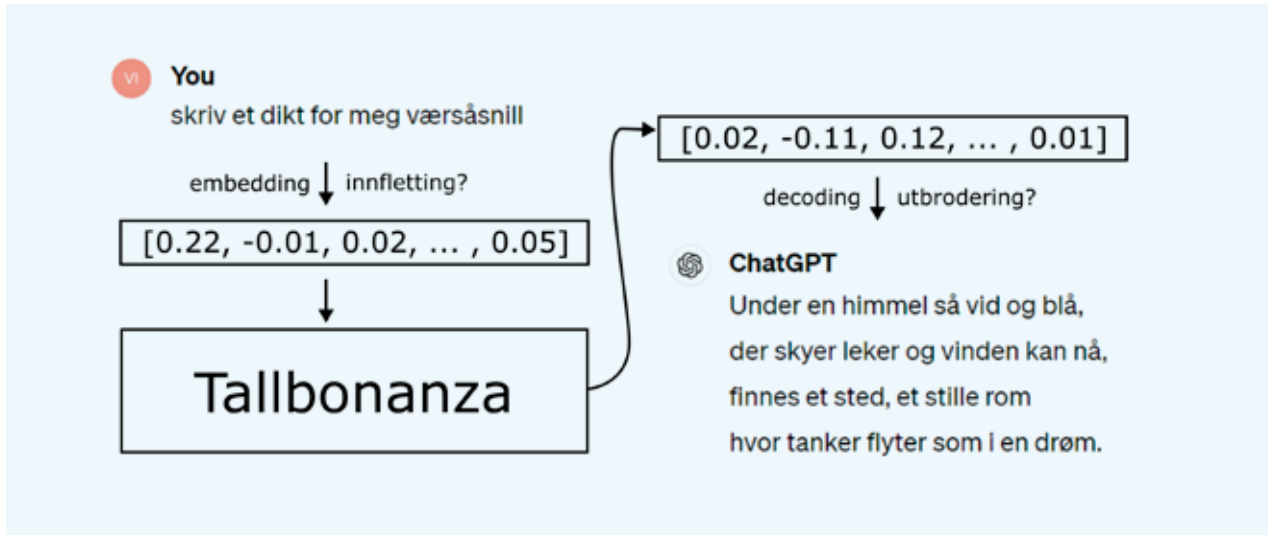 VI
You
skriv et dikt for meg værsåsnill
embedding innfletting?
[0.22, -0.01, 0.02, ... , 0.05]
Tallbonanza
[0.02, -0.11, 0.12, ... , 0.01]
decoding utbrodering?
ChatGPT
Under en himmel så vid og blå,
der skyer leker og vinden kan nå,
finnes et sted, et stille rom
hvor tanker flyter som i en drøm.